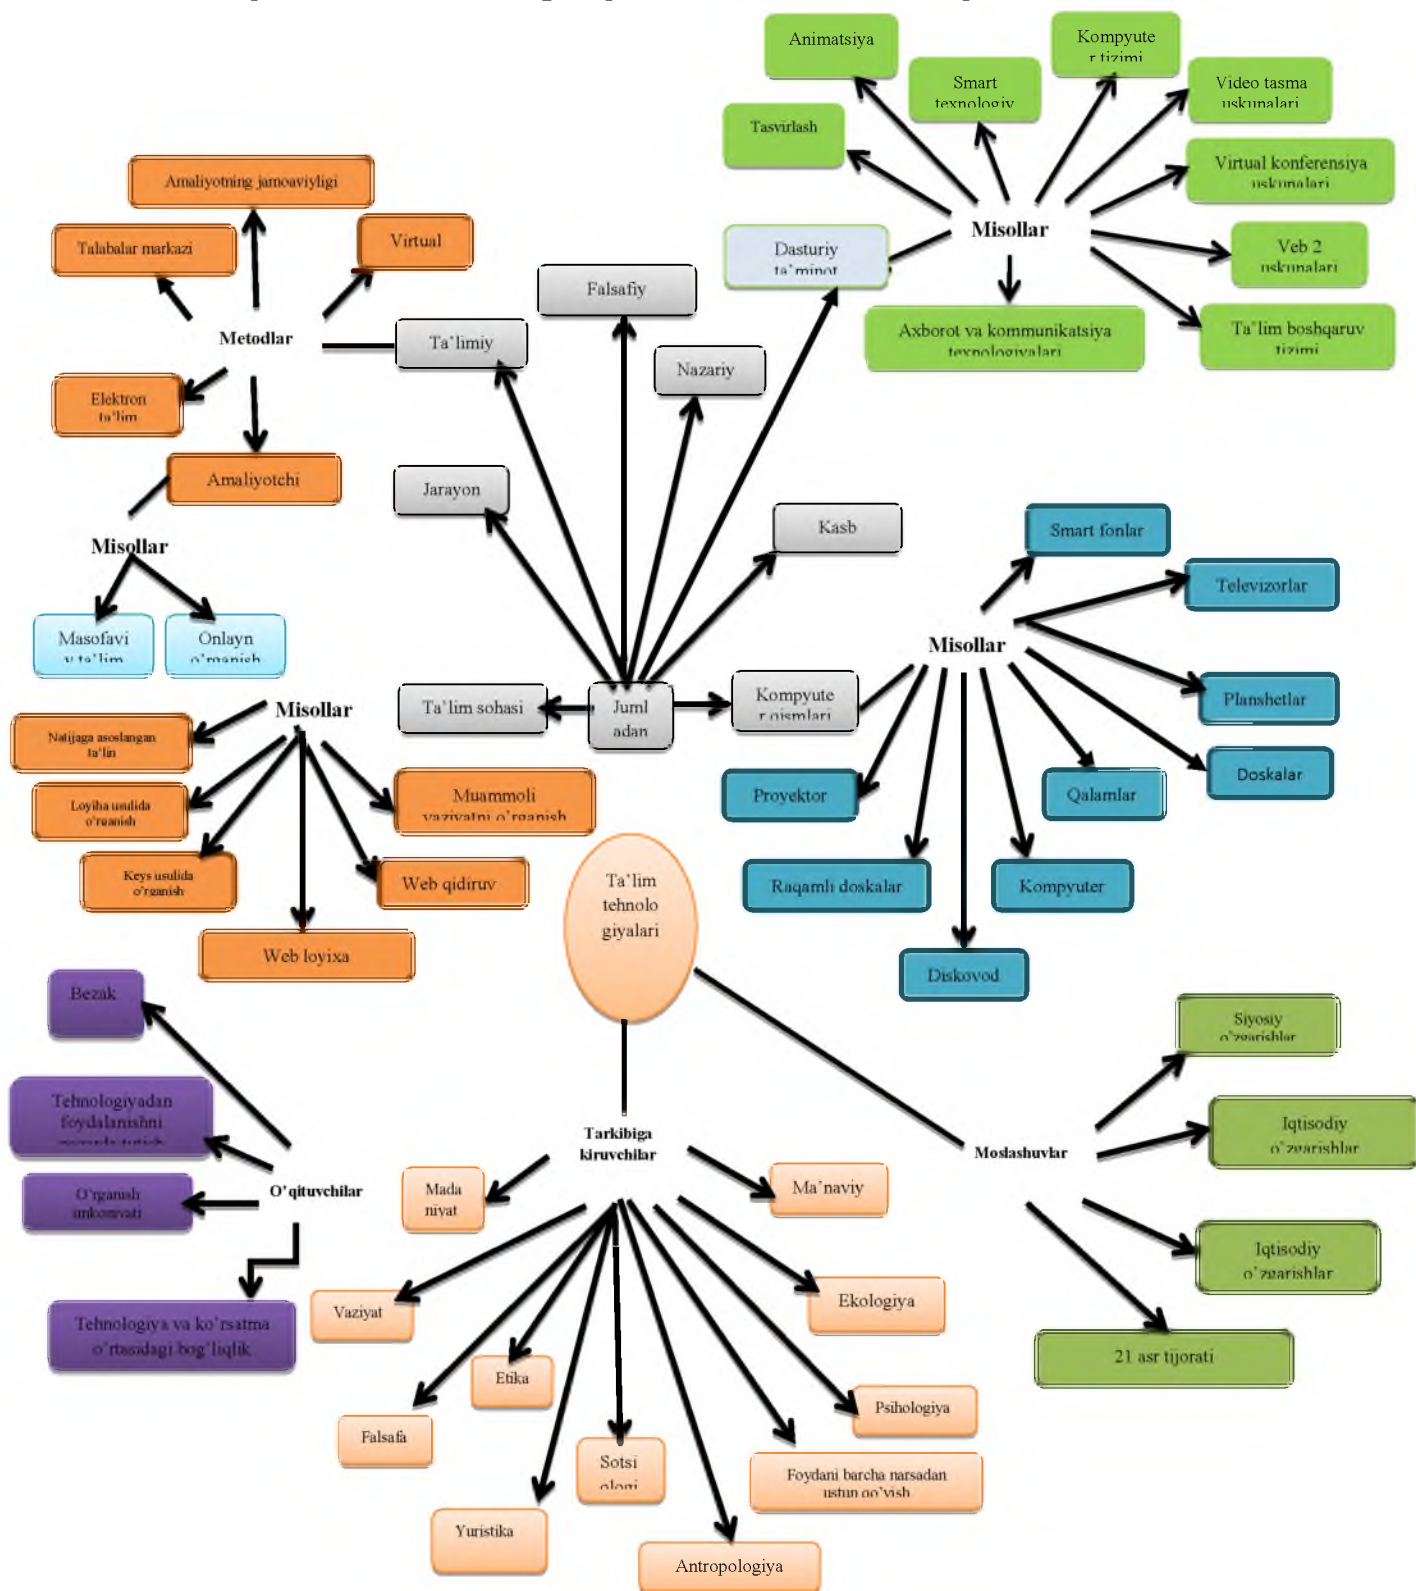 Animatsiya
Kompyute
r tizimi
Smart
texnologiy
Video tasma
uskunalari
Tasvirlash
Virtual konferensiya
uskunalari
Misollar
Dasturiy
ta’minot
Veb 2
uskunalari
Axborot va kommunikatsiya
texnologiyalari
Ta’lim boshqaruv
tizimi
Amaliyotning jamoaviyligi
Talabalar markazi
Virtual
Metodlar
Elektron
ta’lim
Amaliyotchi
Misollar
Masofavi
y ta’lim
Onlayn
o’rganish
Falsafiy
Ta’limiy
Nazariy
Jarayon
Kasb
Ta’lim sohasi
Juml
adan
Kompyute
r qismlari
Smart fonlar
Televizorlar
Misollar
Planshetlar
Doskalar
Proyektor
Qalamlar
Raqamli doskalar
Kompyuter
Diskovod
Misollar
Natijaga asoslangan
ta’lin
Loyiha usulida
o’rganish
Keys usulida
o’rganish
Muammoli
vaziyatni o’rganish
Web qidiruv
Web loyixa
Ta’lim
tehnolo
giyalari
Bezak
Tehnologiyadan
foydalanishni
O’rganish
imkoniyati
O’qituvchilar
Tehnologiya va ko’rsatma
o’rtasidagi bog’liqlik
Tarkibiga
kiruvchilar
Mada
niyat
Ma’naviy
Vaziyat
Ekologiya
Etika
Psihologiya
Falsafa
Sotsi
ologi
Foydani barcha narsadan
ustun qo’yish
Yuristika
Antropologiya
Moslashuvlar
Siyosiy
o’zgarishlar
Iqtisodiy
o’zgarishlar
Iqtisodiy
o’zgarishlar
21 asr tijorati